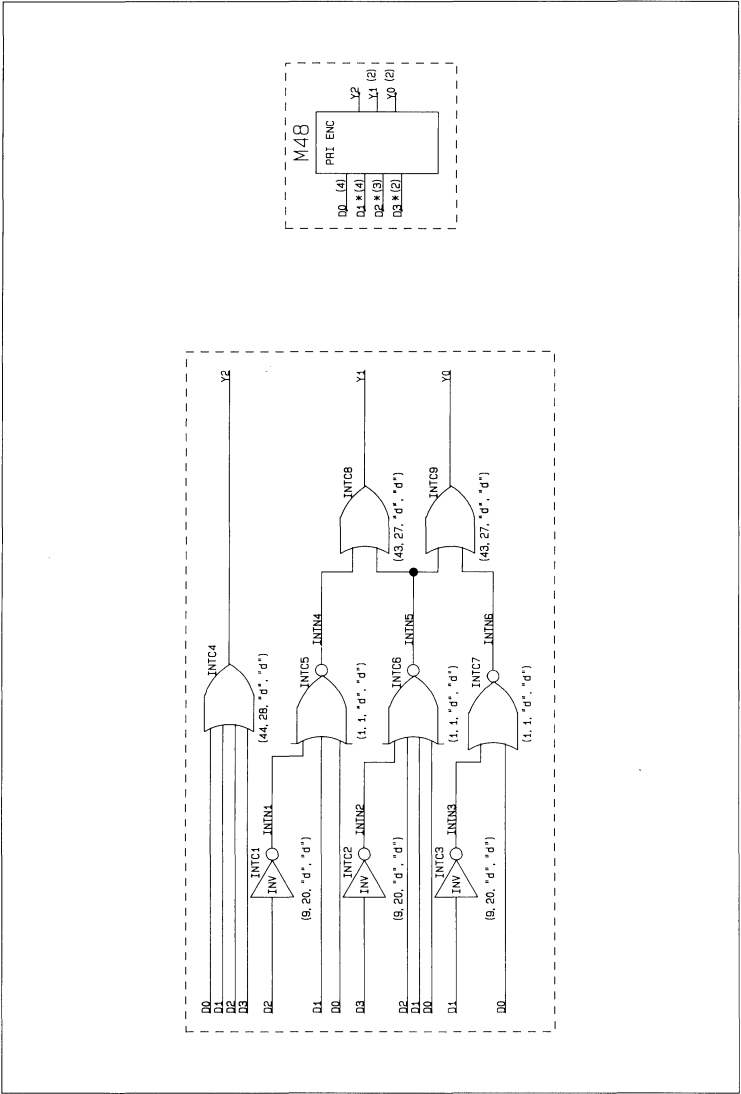 M48
PRI ENC
D0 (4)
D1*(4)
D2*(3)
D3*(2)
Y2
Y1 (2)
Y0 (2)
D0
D1
D2
D3
INTC4
(44, 28, "d", "d")
Y2
D2
INTC1
INV
(9, 20, "d", "d")
INTN1
D1
D0
INTC5
(1, 1, "d", "d")
INTN4
INTC8
(43, 27, "d", "d")
Y1
D3
INTC2
INV
(9, 20, "d", "d")
INTN2
D2
D1
D0
INTC6
(1, 1, "d", "d")
INTN5
INTC9
(43, 27, "d", "d")
Y0
D1
INTC3
INV
(9, 20, "d", "d")
INTN3
D0
INTC7
(1, 1, "d", "d")
INTN6